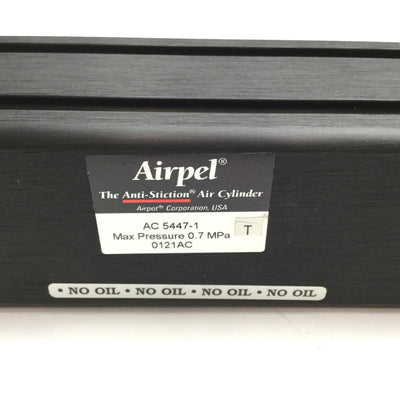 Airpel®
The Anti-Stiction® Air Cylinder
Airpot® Corporation, USA
AC 5447-1
Max Pressure 0.7 MPa
0121AC
T
• NO OIL • NO OIL • NO OIL • NO OIL